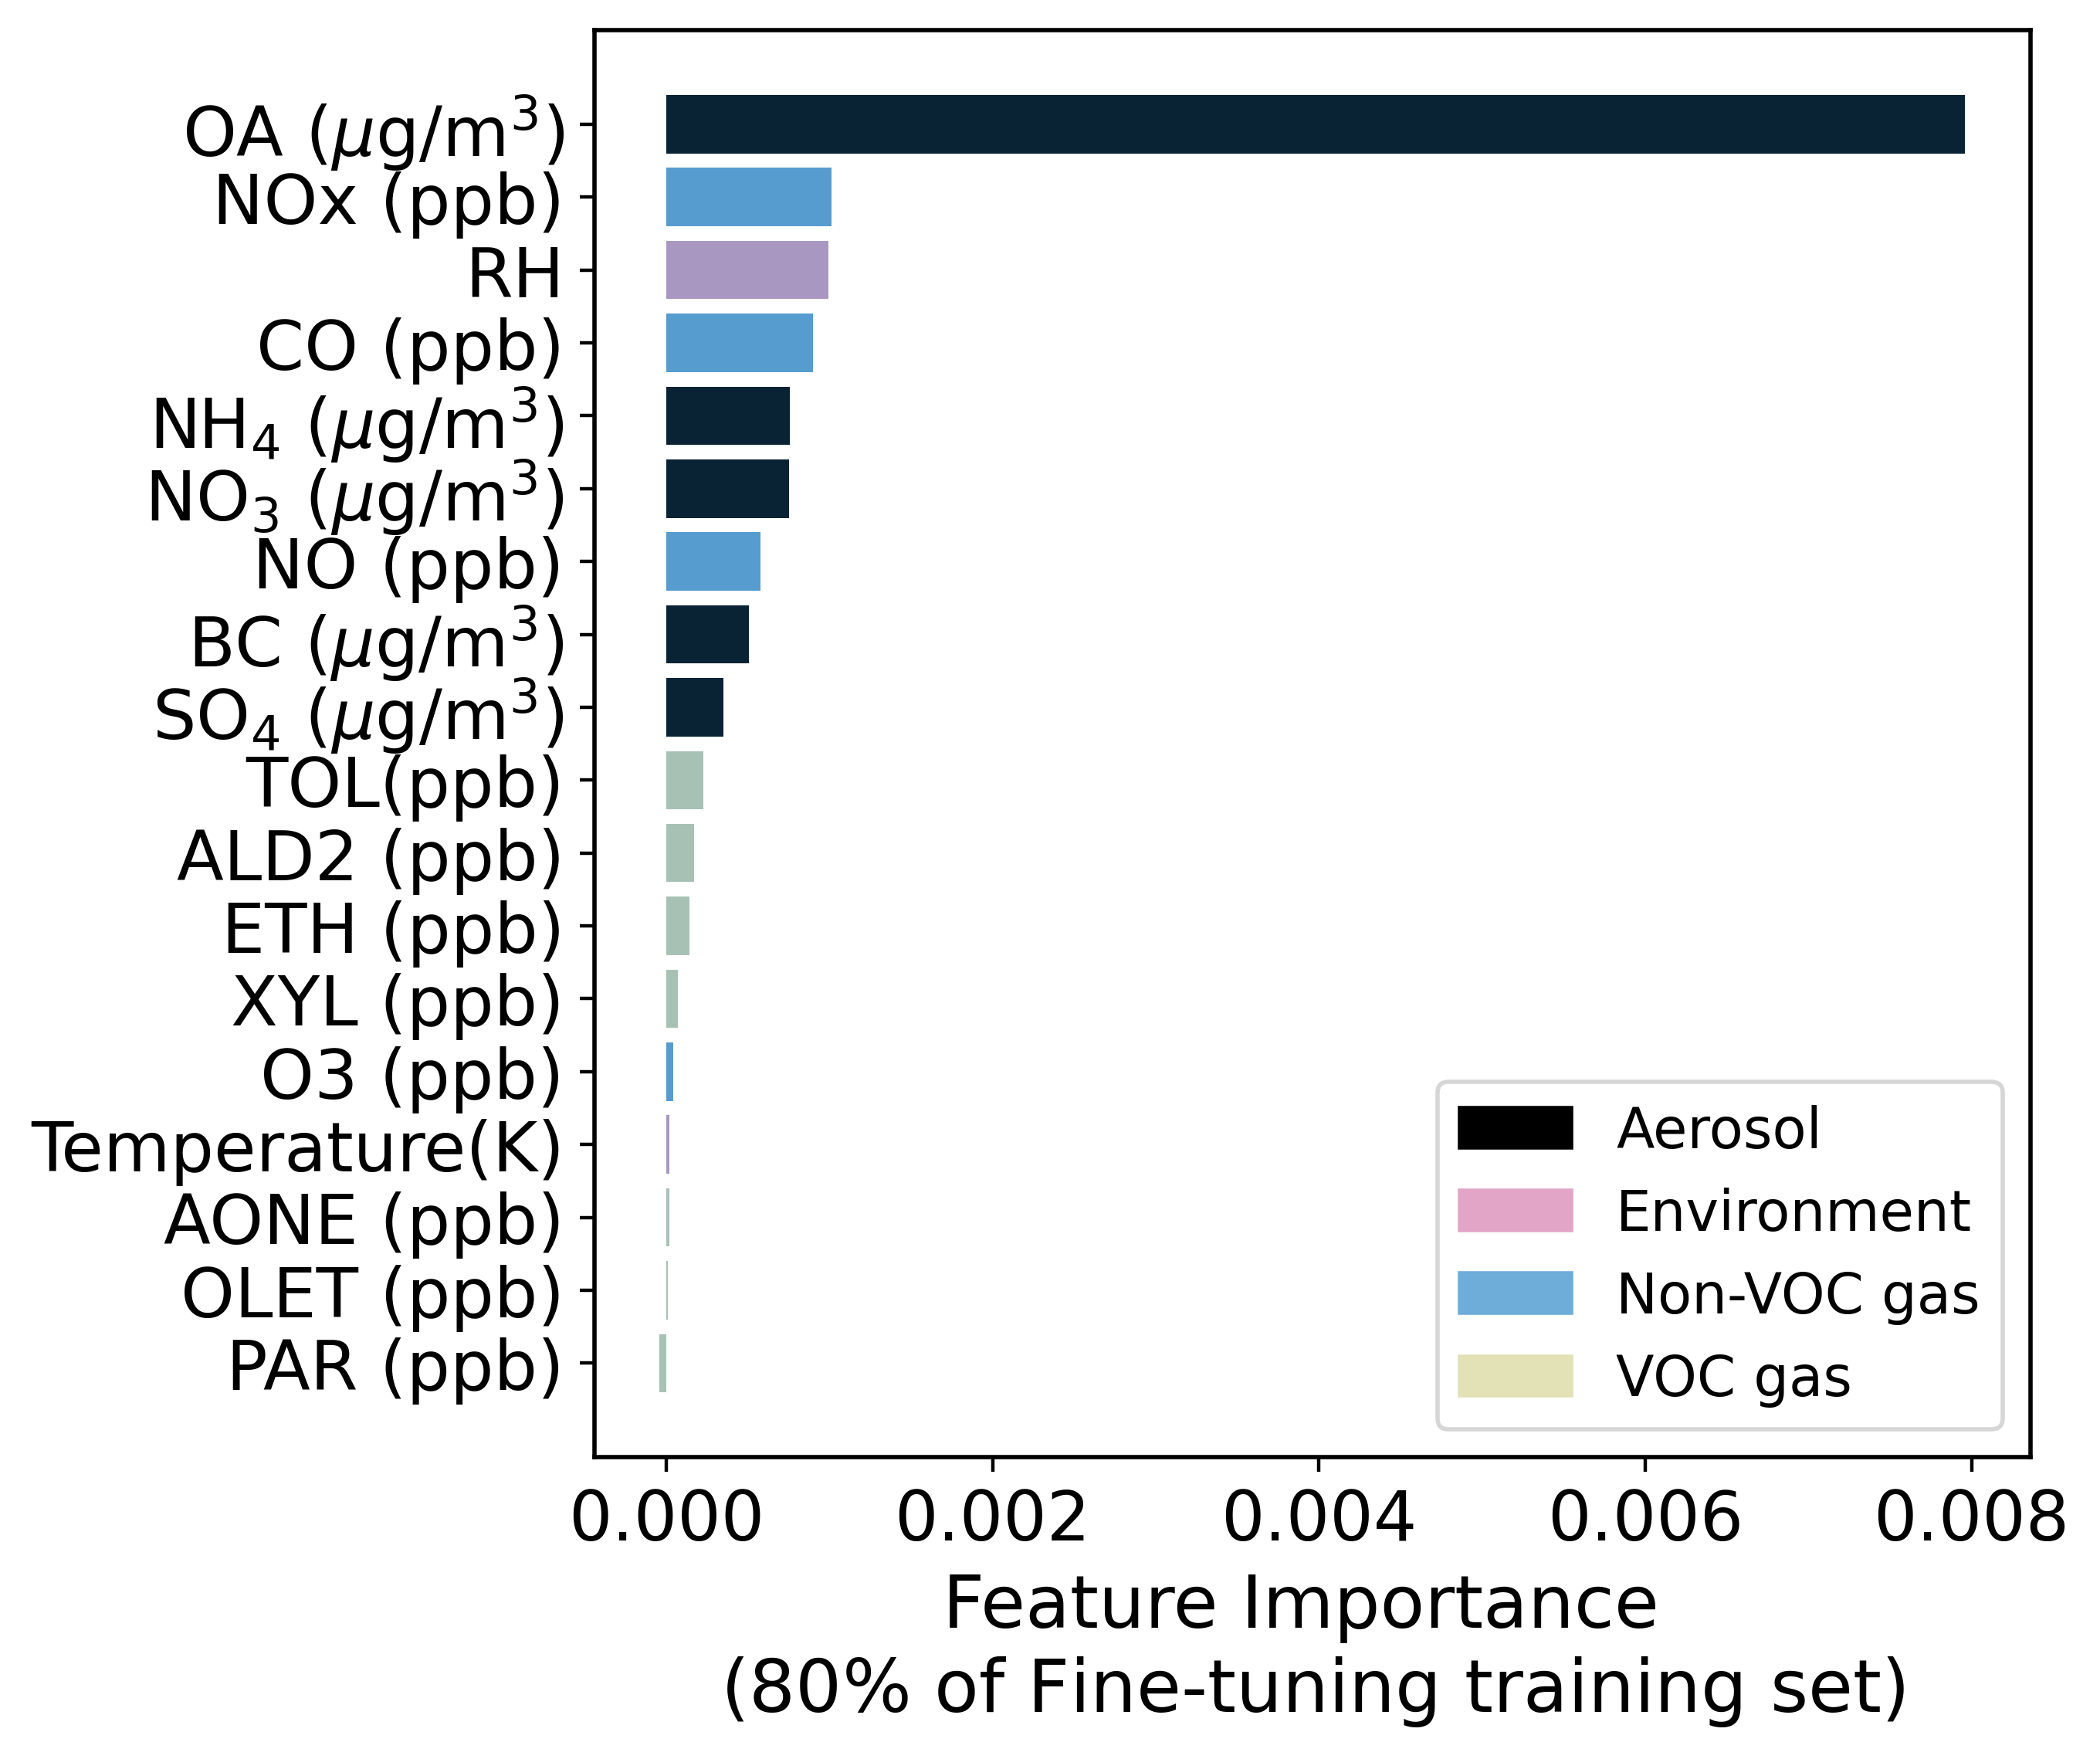 OA (μg/m³)
NOx (ppb)
RH
CO (ppb)
NH₄ (μg/m³)
NO₃ (μg/m³)
NO (ppb)
BC (μg/m³)
SO₄ (μg/m³)
TOL(ppb)
ALD2 (ppb)
ETH (ppb)
XYL (ppb)
O3 (ppb)
Temperature(K)
AONE (ppb)
OLET (ppb)
PAR (ppb)
Aerosol
Environment
Non-VOC gas
VOC gas
0.000 0.002 0.004 0.006 0.008
Feature Importance
(80% of Fine-tuning training set)